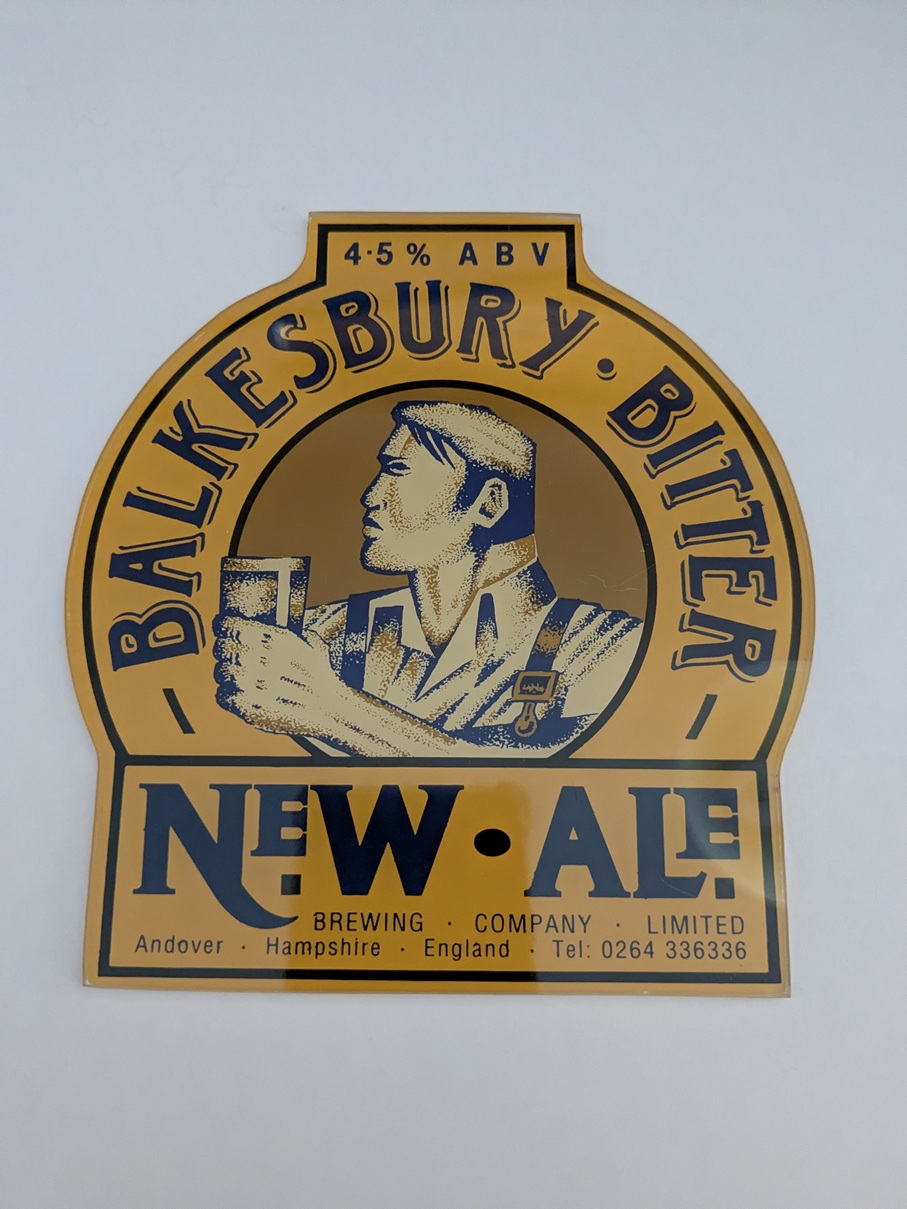 4·5% ABV
BALKESBURY · BITTER
NEW · ALE
BREWING · COMPANY · LIMITED
Andover · Hampshire · England · Tel: 0264 336336